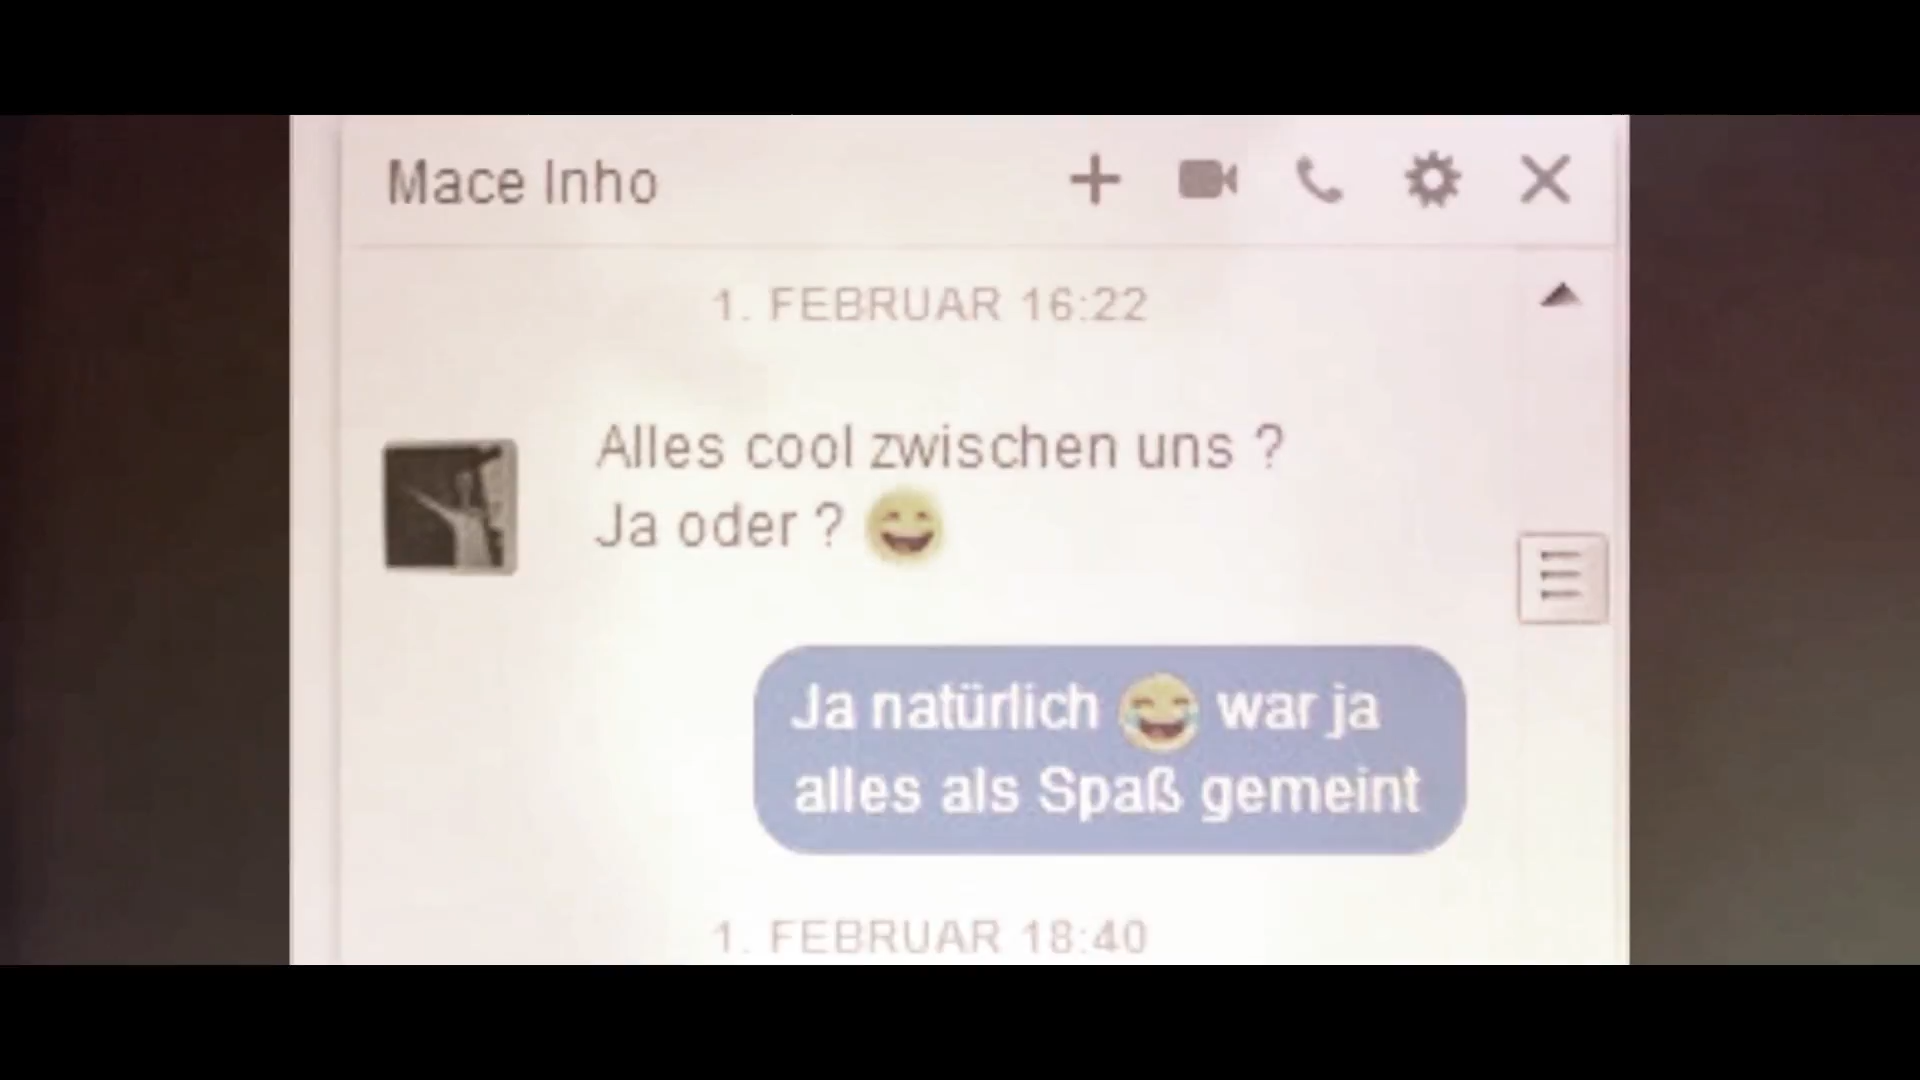 Mace Inho
1. FEBRUAR 16:22
Alles cool zwischen uns ?
Ja oder ? 😄
Ja natürlich 😂 war ja
alles als Spaß gemeint
1. FEBRUAR 18:40